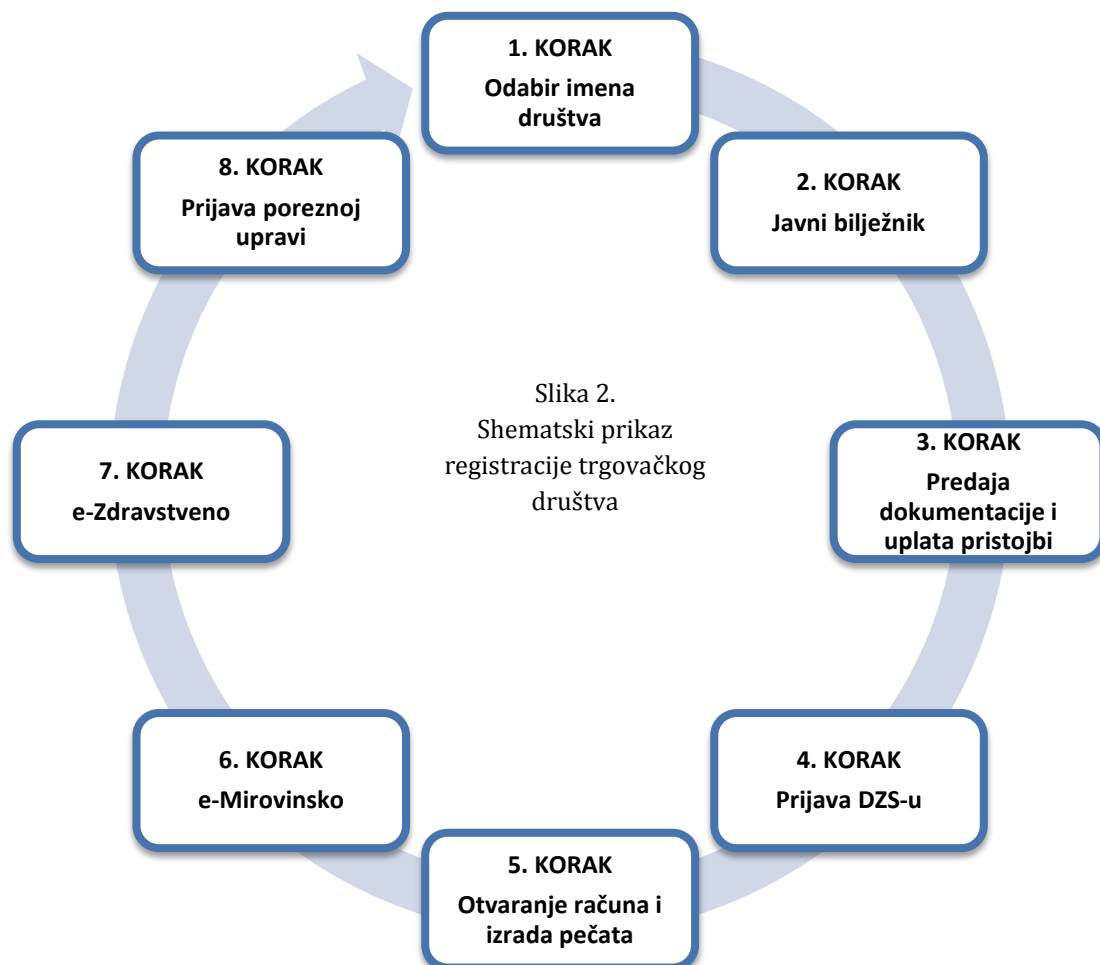 1. KORAK
Odabir imena
društva
2. KORAK
Javni bilježnik
3. KORAK
Predaja
dokumentacije i
uplata pristojbi
4. KORAK
Prijava DZS-u
5. KORAK
Otvaranje računa i
izrada pečata
6. KORAK
e-Mirovinsko
7. KORAK
e-Zdravstveno
8. KORAK
Prijava poreznoj
upravi
Slika 2.
Shematski prikaz
registracije trgovačkog
društva